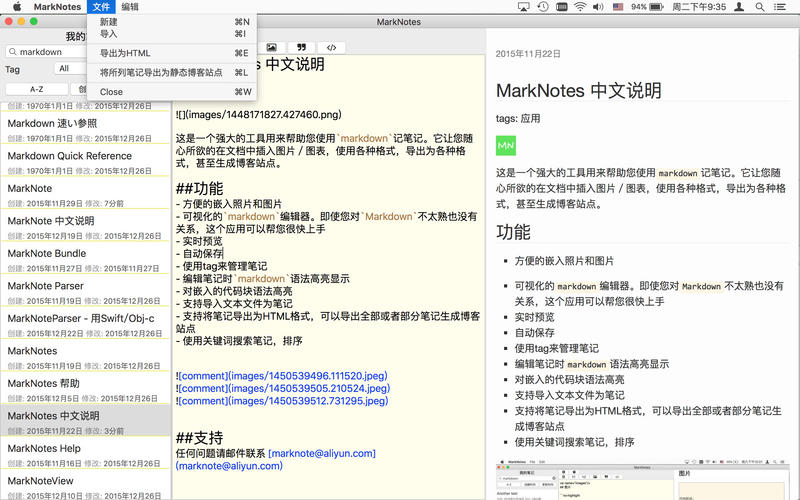 MarkNotes 文件 编辑
94% 周二下午9:35
新建 ⌘N
导入 ⌘I
导出为HTML ⌘E
将所列笔记导出为静态博客站点 ⌘L
Close ⌘W
MarkNotes
我的
markdown
Tag All
A-Z 创
创建: 1970年1月1日 修改: 2015年12月26日
Markdown 速い参照
创建: 1970年1月1日 修改: 2015年12月26日
Markdown Quick Reference
创建: 1970年1月1日 修改: 2015年12月26日
MarkNote
创建: 2015年11月29日 修改: 7分前
MarkNote 中文说明
创建: 2015年12月19日 修改: 2015年12月26日
MarkNote Bundle
创建: 2015年11月27日 修改: 2015年11月27日
MarkNote Parser
创建: 2015年11月19日 修改: 2015年12月26日
MarkNoteParser - 用Swift/Obj-c
创建: 2015年12月22日 修改: 2015年12月26日
MarkNotes
创建: 2015年11月19日 修改: 2015年12月26日
MarkNotes 帮助
创建: 2015年12月5日 修改: 2015年12月26日
MarkNotes 中文说明
创建: 2015年11月22日 修改: 3分前
MarkNotes Help
创建: 2015年11月16日 修改: 2015年12月26日
MarkNoteView
创建: 2015年12月10日 修改: 2015年12月26日
s 中文说明
![](images/1448171827.427460.png)
这是一个强大的工具用来帮助您使用`markdown`记笔记。它让您随
心所欲的在文档中插入图片 / 图表，使用各种格式，导出为各种格
式，甚至生成博客站点。
##功能
- 方便的嵌入照片和图片
- 可视化的`markdown`编辑器。即使您对`Markdown`不太熟也没有
关系，这个应用可以帮您很快上手
- 实时预览
- 自动保存
- 使用tag来管理笔记
- 编辑笔记时`markdown`语法高亮显示
- 对嵌入的代码块语法高亮
- 支持导入文本文件为笔记
- 支持将笔记导出为HTML格式，可以导出全部或者部分笔记生成博客
站点
- 使用关键词搜索笔记，排序
![comment](images/1450539496.111520.jpeg)
![comment](images/1450539505.210524.jpeg)
![comment](images/1450539512.731295.jpeg)
##支持
任何问题请邮件联系 [marknote@aliyun.com]
(marknote@aliyun.com)
2015年11月22日
MarkNotes 中文说明
tags: 应用
MN
这是一个强大的工具用来帮助您使用 markdown 记笔记。它让您
随心所欲的在文档中插入图片 / 图表，使用各种格式，导出为各种格
式，甚至生成博客站点。
功能
▪ 方便的嵌入照片和图片
▪ 可视化的 markdown 编辑器。即使您对 Markdown 不太熟也没有
关系，这个应用可以帮您很快上手
▪ 实时预览
▪ 自动保存
▪ 使用tag来管理笔记
▪ 编辑笔记时 markdown 语法高亮显示
▪ 对嵌入的代码块语法高亮
▪ 支持导入文本文件为笔记
▪ 支持将笔记导出为HTML格式，可以导出全部或者部分笔记生
成博客站点
▪ 使用关键词搜索笔记，排序
图片